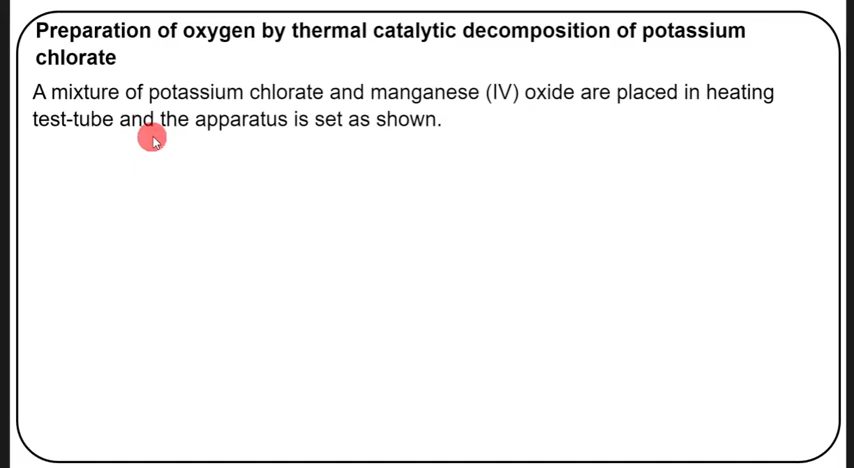 Preparation of oxygen by thermal catalytic decomposition of potassium
chlorate
A mixture of potassium chlorate and manganese (IV) oxide are placed in heating
test-tube and the apparatus is set as shown.